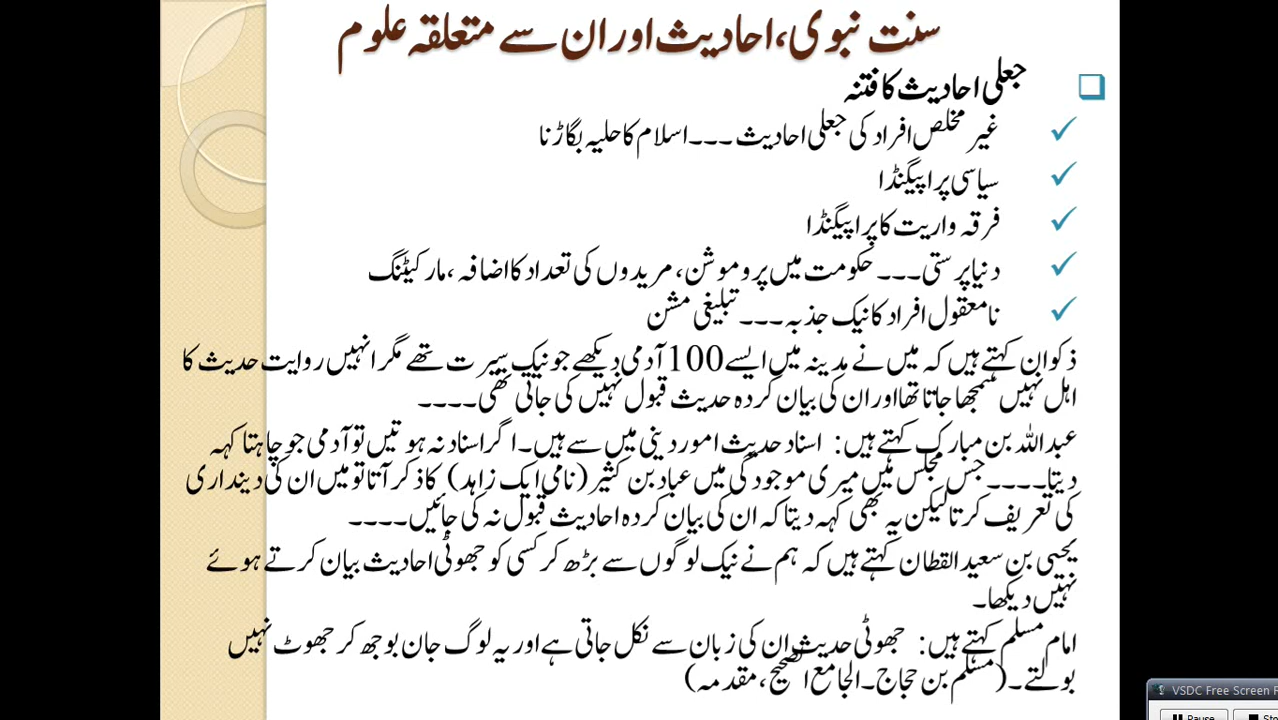 سنت نبوی، احادیث اور ان سے متعلقہ علوم
جعلی احادیث کا فتنہ
غیر مخلص افراد کی جعلی احادیث ۔۔۔ اسلام کا حلیہ بگاڑنا
سیاسی پراپیگنڈا
فرقہ واریت کا پراپیگنڈا
دنیا پرستی ۔۔۔ حکومت میں پروموشن، مریدوں کی تعداد کا اضافہ ،مارکیٹنگ
نامعقول افراد کا نیک جذبہ ۔۔۔ تبلیغی مشن
ذکوان کہتے ہیں کہ میں نے مدینہ میں ایسے 100 آدمی دیکھے جو نیک سیرت تھے مگر انہیں روایت حدیث کا
اہل نہیں سمجھا جاتا تھا اور ان کی بیان کردہ حدیث قبول نہیں کی جاتی تھی۔۔۔۔
عبداللہ بن مبارک کہتے ہیں: اسناد حدیث امور دینی میں سے ہیں۔ اگر اسناد نہ ہوتیں تو آدمی جو چاہتا کہہ
دیتا۔۔۔۔ جس مجلس میں میری موجودگی میں عباد بن کثیر (نامی ایک زاہد) کا ذکر آتا تو میں ان کی دینداری
کی تعریف کرتا لیکن یہ بھی کہہ دیتا کہ ان کی بیان کردہ احادیث قبول نہ کی جائیں۔۔۔۔
یحیی بن سعید القطان کہتے ہیں کہ ہم نے نیک لوگوں سے بڑھ کر کسی کو جھوٹی احادیث بیان کرتے ہوئے
نہیں دیکھا۔
امام مسلم کہتے ہیں: جھوٹی حدیث ان کی زبان سے نکل جاتی ہے اور یہ لوگ جان بوجھ کر جھوٹ نہیں
بولتے۔ (مسلم بن حجاج۔ الجامع الصحیح، مقدمہ)
VSDC Free Screen R
Pause